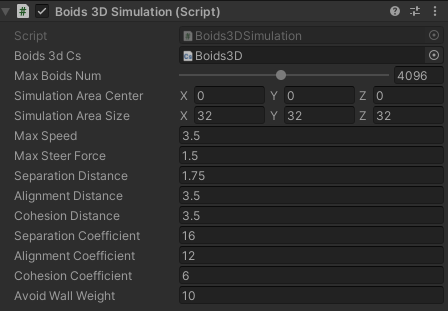 Boids 3D Simulation (Script)
Script Boids3DSimulation
Boids 3d Cs Boids3D
Max Boids Num 4096
Simulation Area Center X 0 Y 0 Z 0
Simulation Area Size X 32 Y 32 Z 32
Max Speed 3.5
Max Steer Force 1.5
Separation Distance 1.75
Alignment Distance 3.5
Cohesion Distance 3.5
Separation Coefficient 16
Alignment Coefficient 12
Cohesion Coefficient 6
Avoid Wall Weight 10